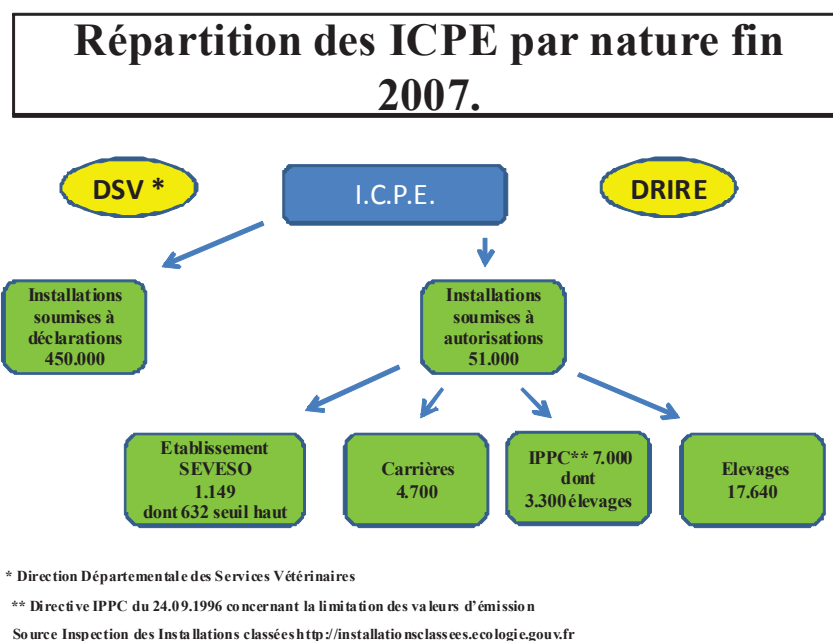 Répartition des ICPE par nature fin
2007.
DSV *
I.C.P.E.
DRIRE
Installations
soumises à
déclarations
450.000
Installations
soumises à
autorisations
51.000
Etablissement
SEVESO
1.149
dont 632 seuil haut
Carrières
4.700
IPPC** 7.000
dont
3.300 élevages
Elevages
17.640
* Direction Départementale des Services Vétérinaires
** Directive IPPC du 24.09.1996 concernant la limitation des valeurs d'émission
Source Inspection des Installations classées http://installationsclassees.ecologie.gouv.fr